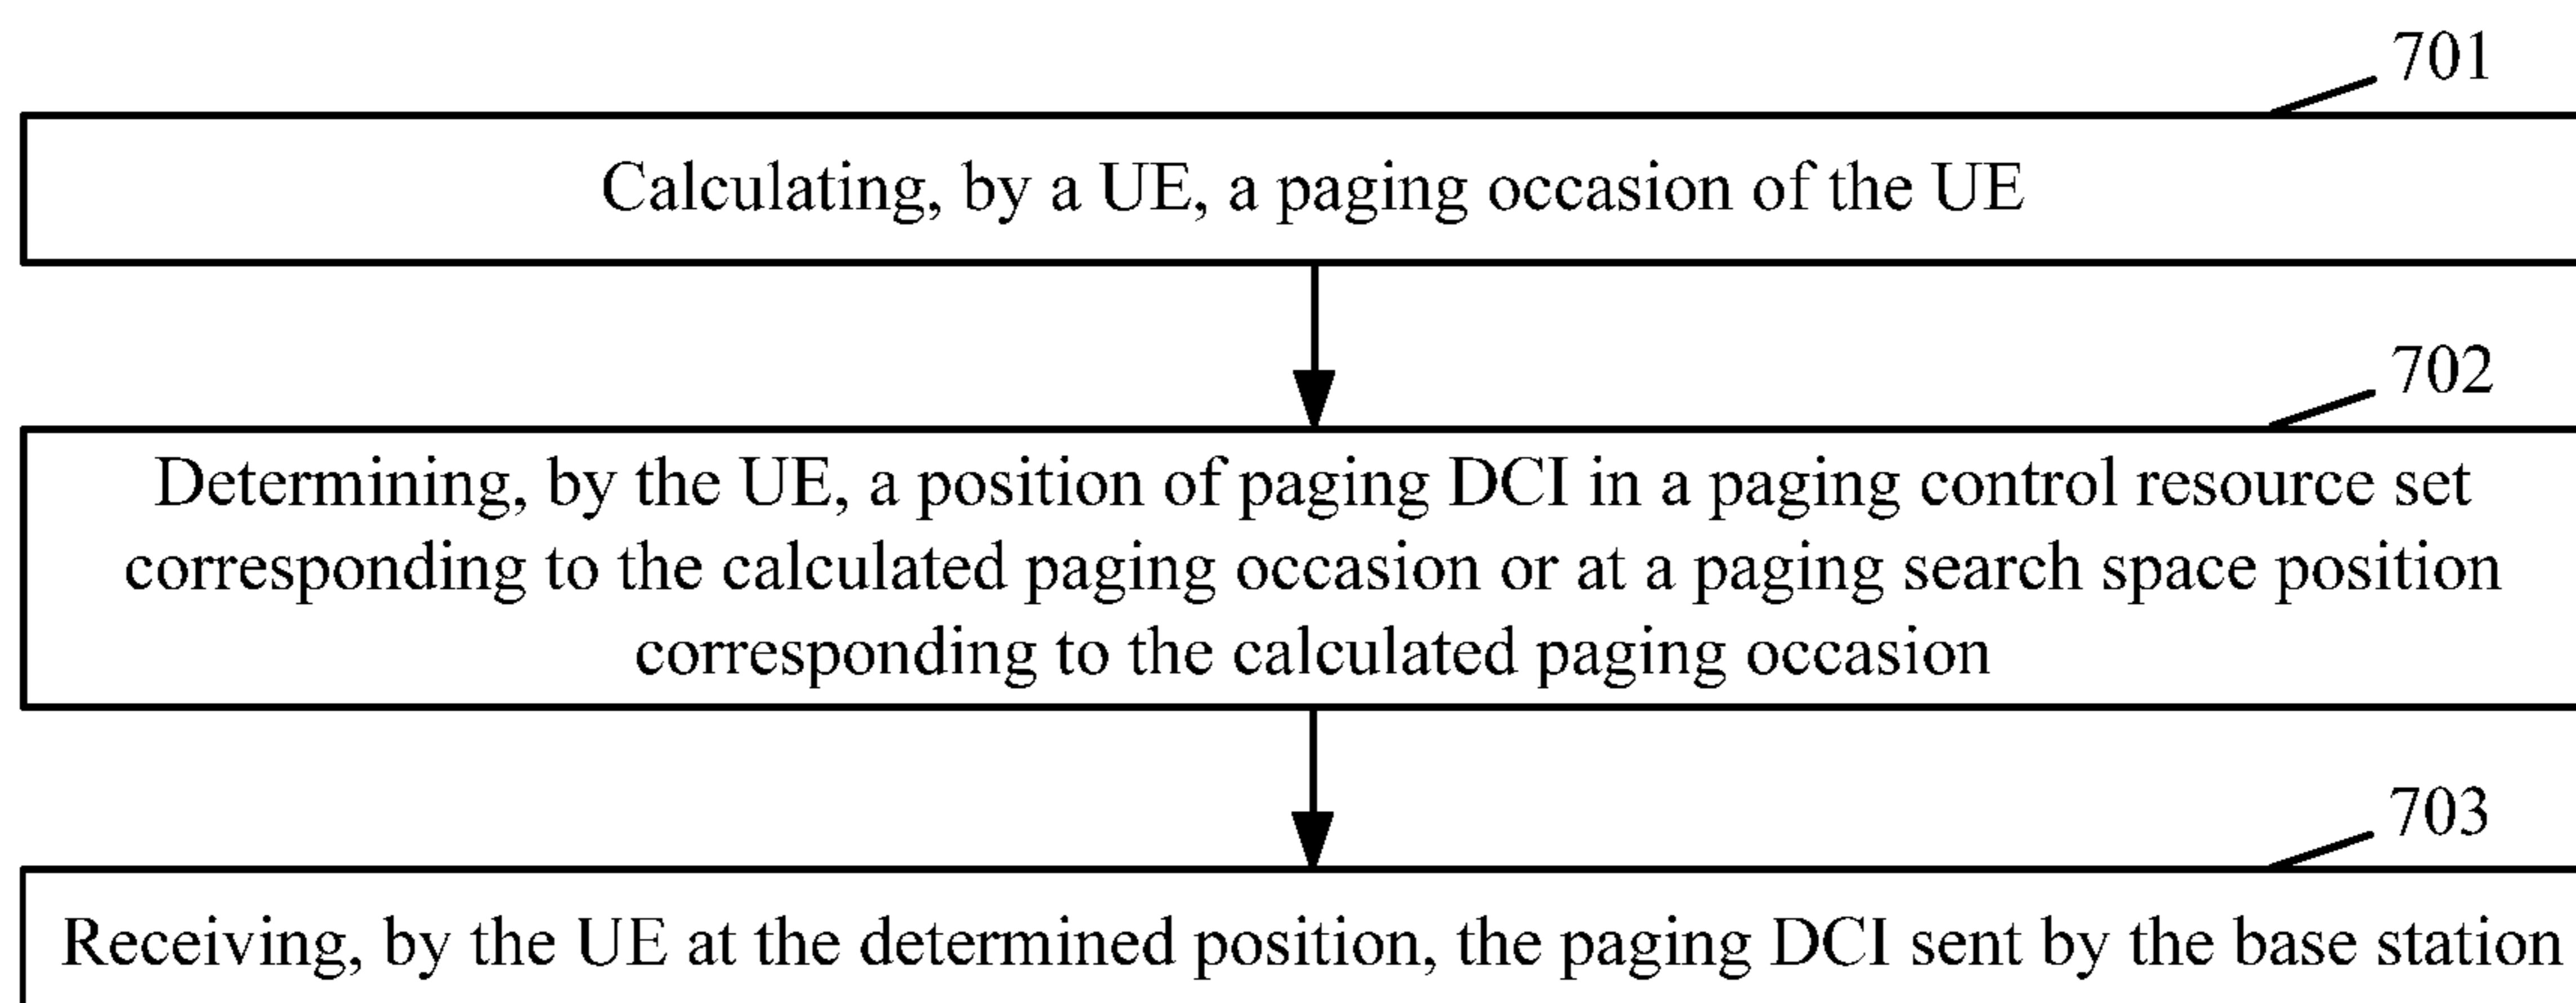 701
Calculating, by a UE, a paging occasion of the UE
702
Determining, by the UE, a position of paging DCI in a paging control resource set
corresponding to the calculated paging occasion or at a paging search space position
corresponding to the calculated paging occasion
703
Receiving, by the UE at the determined position, the paging DCI sent by the base station